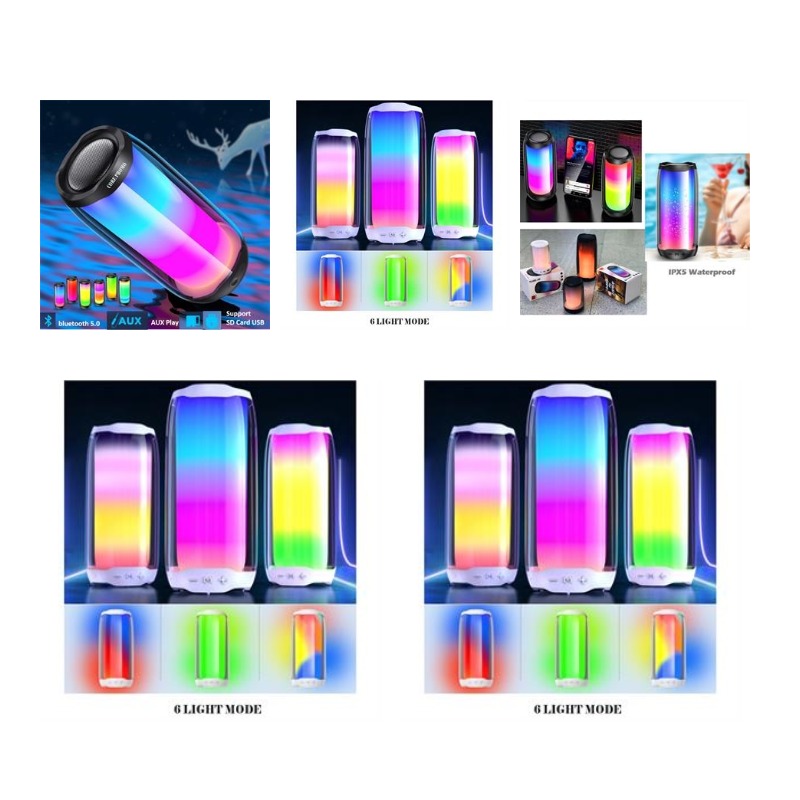 bluetooth 5.0
AUX
AUX Play
Support
SD Card USB
6 LIGHT MODE
IPX5 Waterproof
6 LIGHT MODE
6 LIGHT MODE